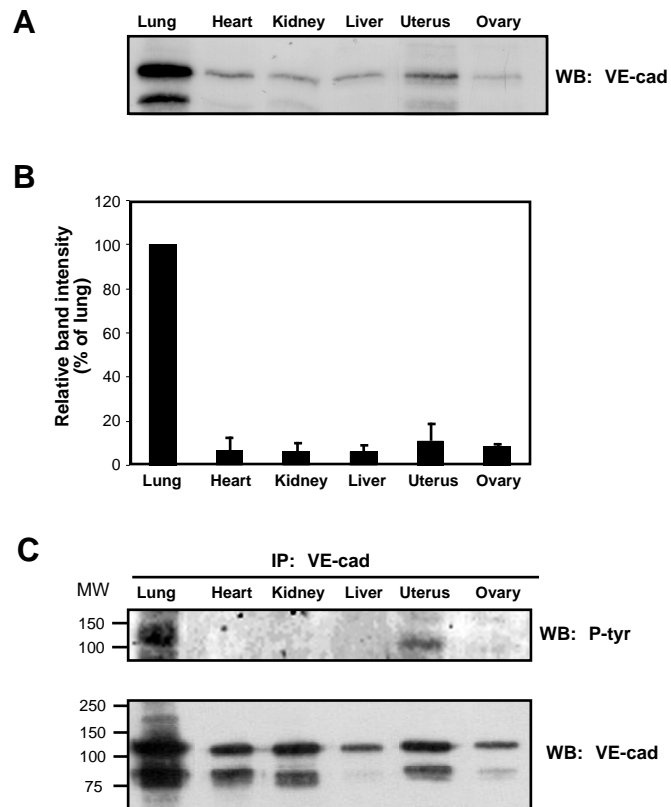 A
Lung Heart Kidney Liver Uterus Ovary
WB: VE-cad
B
Relative band intensity
(% of lung)
120
100
80
60
40
20
0
Lung Heart Kidney Liver Uterus Ovary
C
IP: VE-cad
MW Lung Heart Kidney Liver Uterus Ovary
150
100
WB: P-tyr
250
150
100
75
WB: VE-cad